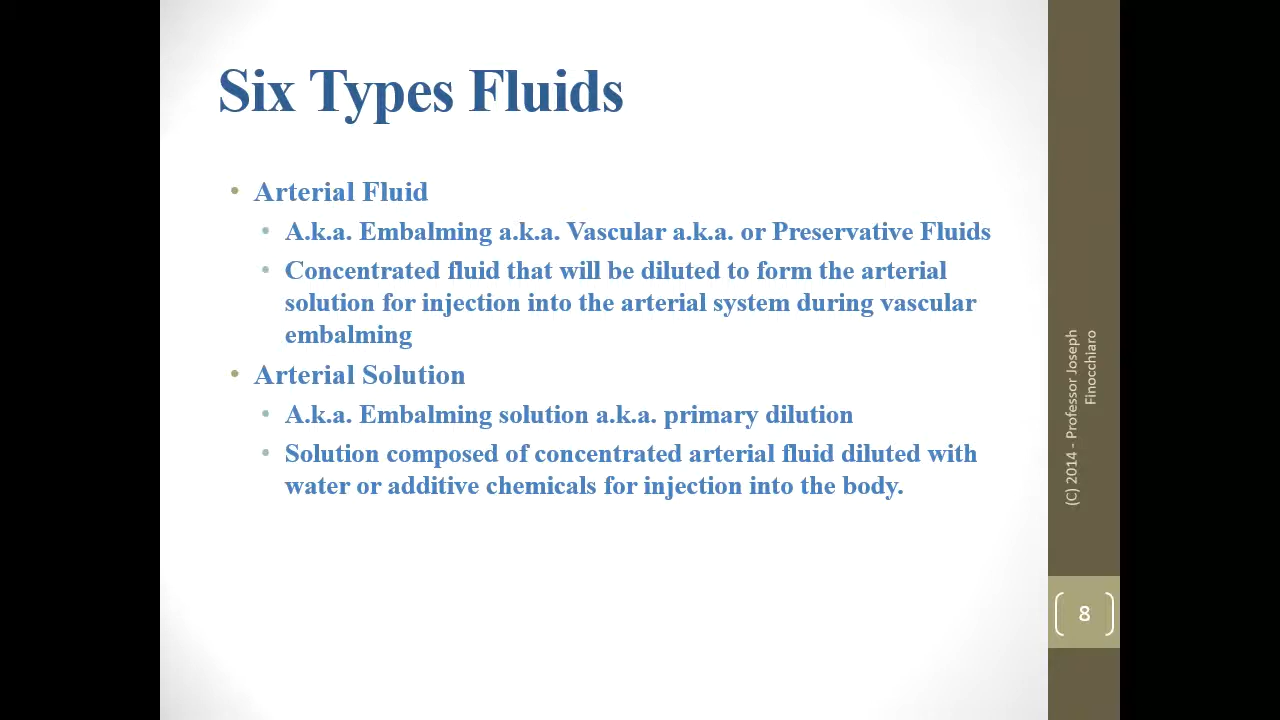 Six Types Fluids
• Arterial Fluid
• A.k.a. Embalming a.k.a. Vascular a.k.a. or Preservative Fluids
• Concentrated fluid that will be diluted to form the arterial
solution for injection into the arterial system during vascular
embalming
• Arterial Solution
• A.k.a. Embalming solution a.k.a. primary dilution
• Solution composed of concentrated arterial fluid diluted with
water or additive chemicals for injection into the body.
(C) 2014 - Professor Joseph
Finocchiaro
8